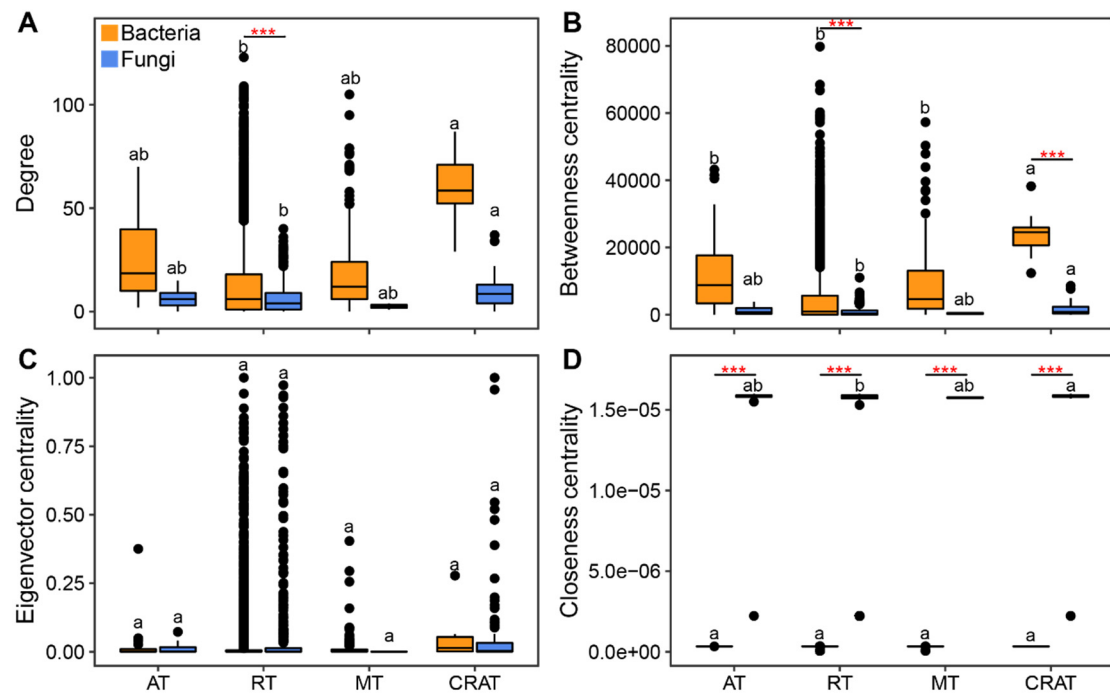 A
Bacteria
Fungi
***
b
ab
ab
a
ab
b
ab
a
Degree
100
50
0
B
***
b
b
b
***
a
ab
b
ab
a
Betweenness centrality
80000
60000
40000
20000
0
C
a
a
a
a
a
a
a
a
Eigenvector centrality
1.00
0.75
0.50
0.25
0.00
AT
RT
MT
CRAT
D
***
***
***
***
ab
b
ab
a
a
a
a
a
Closeness centrality
1.5e−05
1.0e−05
5.0e−06
0.0e−00
AT
RT
MT
CRAT